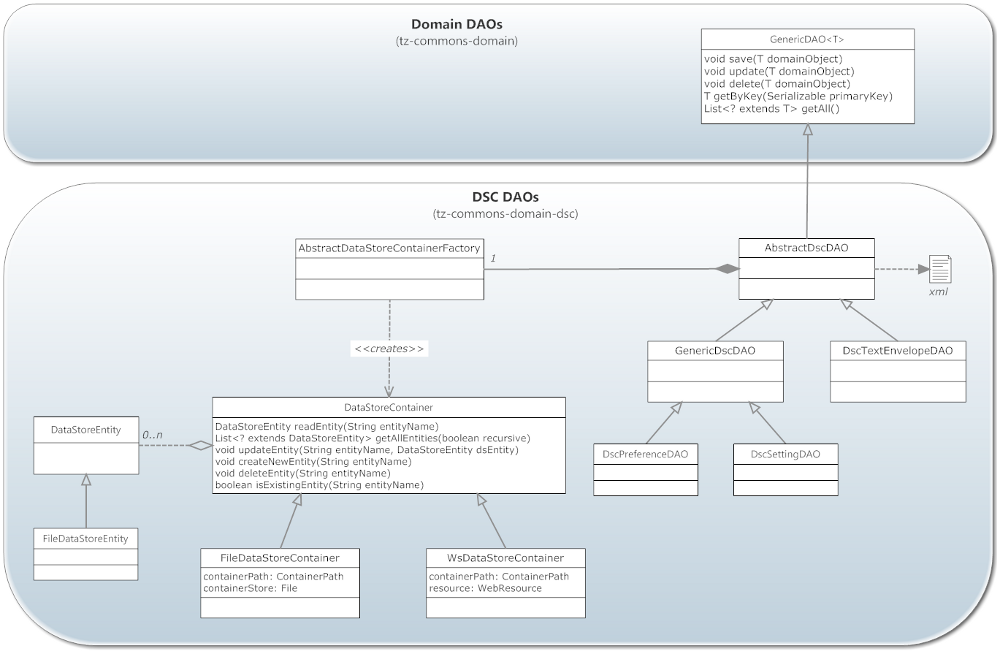 Domain DAOs
(tz-commons-domain)
GenericDAO<T>
void save(T domainObject)
void update(T domainObject)
void delete(T domainObject)
T getByKey(Serializable primaryKey)
List<? extends T> getAll()
DSC DAOs
(tz-commons-domain-dsc)
AbstractDataStoreContainerFactory
1
AbstractDscDAO
xml
<<creates>>
GenericDscDAO
DscTextEnvelopeDAO
DataStoreContainer
DataStoreEntity readEntity(String entityName)
List<? extends DataStoreEntity> getAllEntities(boolean recursive)
void updateEntity(String entityName, DataStoreEntity dsEntity)
void createNewEntity(String entityName)
void deleteEntity(String entityName)
boolean isExistingEntity(String entityName)
DataStoreEntity
0..n
DscPreferenceDAO
DscSettingDAO
FileDataStoreEntity
FileDataStoreContainer
containerPath: ContainerPath
containerStore: File
WsDataStoreContainer
containerPath: ContainerPath
resource: WebResource